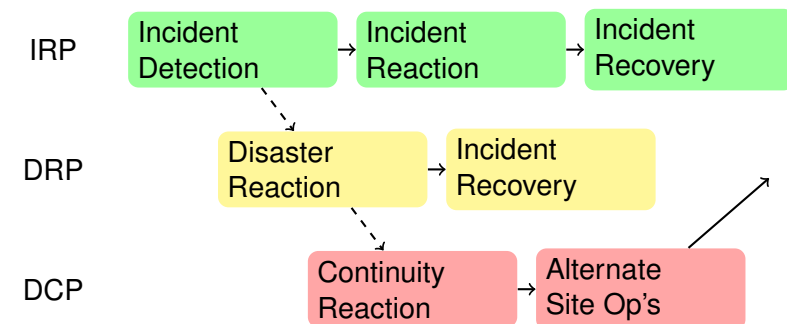 IRP
Incident
Detection
Incident
Reaction
Incident
Recovery
DRP
Disaster
Reaction
Incident
Recovery
DCP
Continuity
Reaction
Alternate
Site Op's